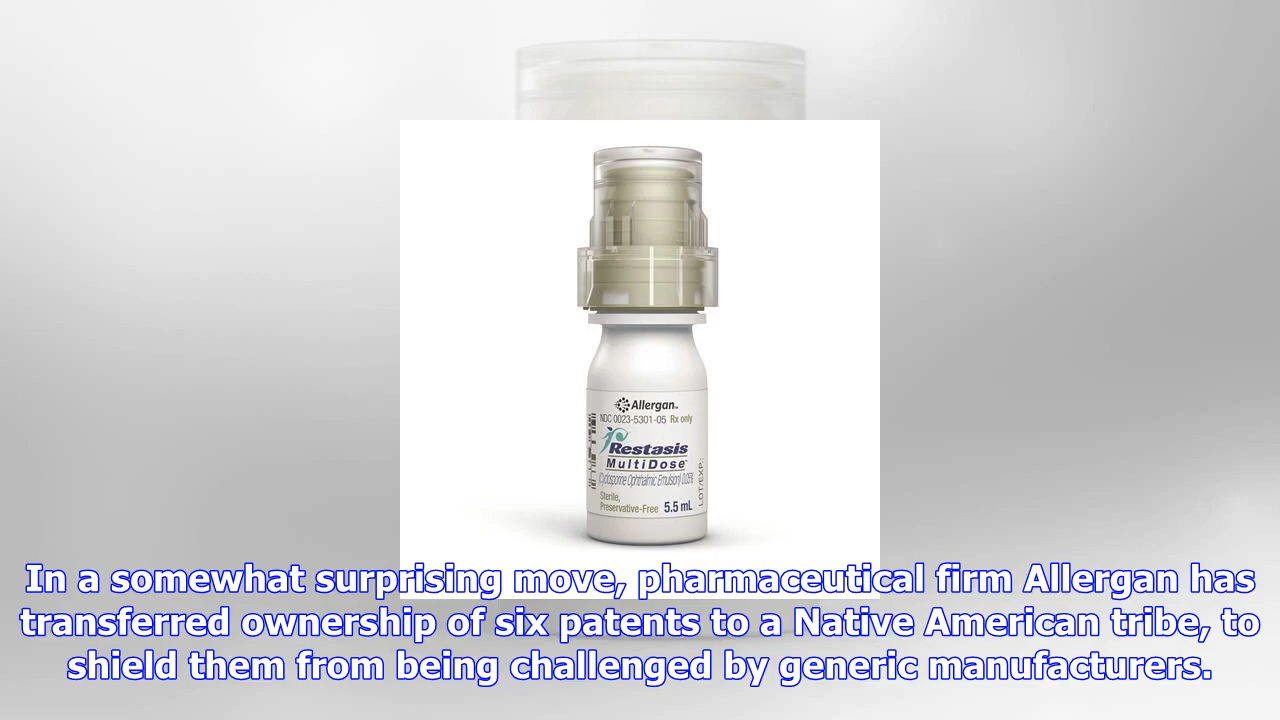 Allergan™
NDC 0023-5301-05 Rx only
Restasis
MultiDose™
(Cyclosporine Ophthalmic Emulsion) 0.05%
Sterile,
Preservative-Free 5.5 mL
LOT/EXP:
In a somewhat surprising move, pharmaceutical firm Allergan has
transferred ownership of six patents to a Native American tribe, to
shield them from being challenged by generic manufacturers.